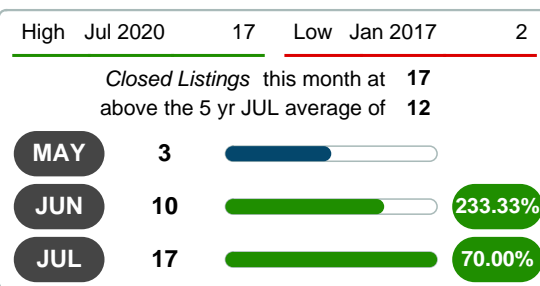 High Jul 2020 17 Low Jan 2017 2
Closed Listings this month at 17
above the 5 yr JUL average of 12
MAY 3
JUN 10 233.33%
JUL 17 70.00%